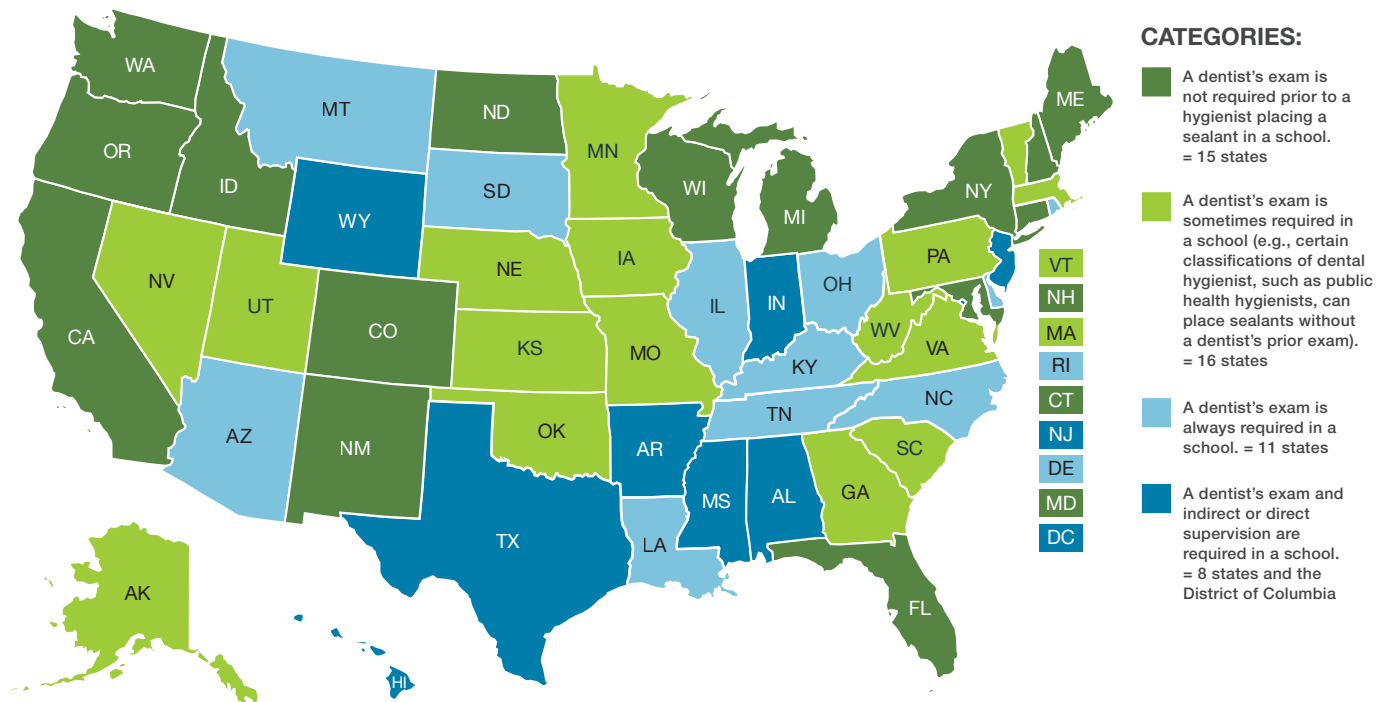 WA
OR
ID
MT
ND
MN
SD
WY
WI
MI
NY
ME
CA
NV
UT
CO
NE
IA
KS
MO
IL
IN
OH
PA
WV
VA
KY
NC
TN
SC
GA
AZ
NM
OK
AR
TX
LA
MS
AL
FL
AK
HI
VT
NH
MA
RI
CT
NJ
DE
MD
DC
CATEGORIES:
A dentist's exam is
not required prior to a
hygienist placing a
sealant in a school.
= 15 states
A dentist's exam is
sometimes required in
a school (e.g., certain
classifications of dental
hygienist, such as public
health hygienists, can
place sealants without
a dentist's prior exam).
= 16 states
A dentist's exam is
always required in a
school. = 11 states
A dentist's exam and
indirect or direct
supervision are
required in a school.
= 8 states and the
District of Columbia